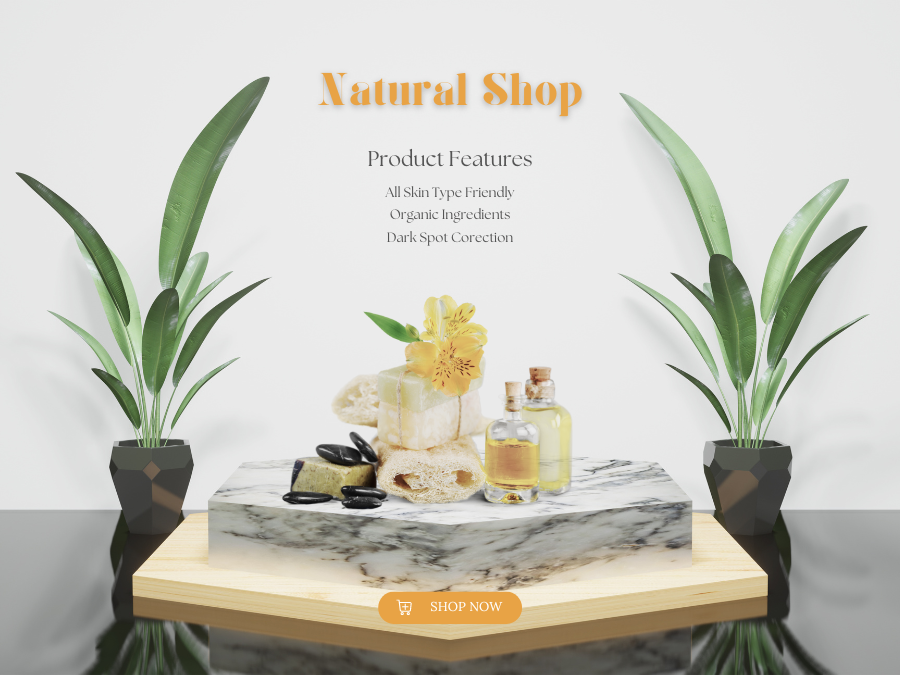 Natural Shop
Product Features
All Skin Type Friendly
Organic Ingredients
Dark Spot Corection
SHOP NOW